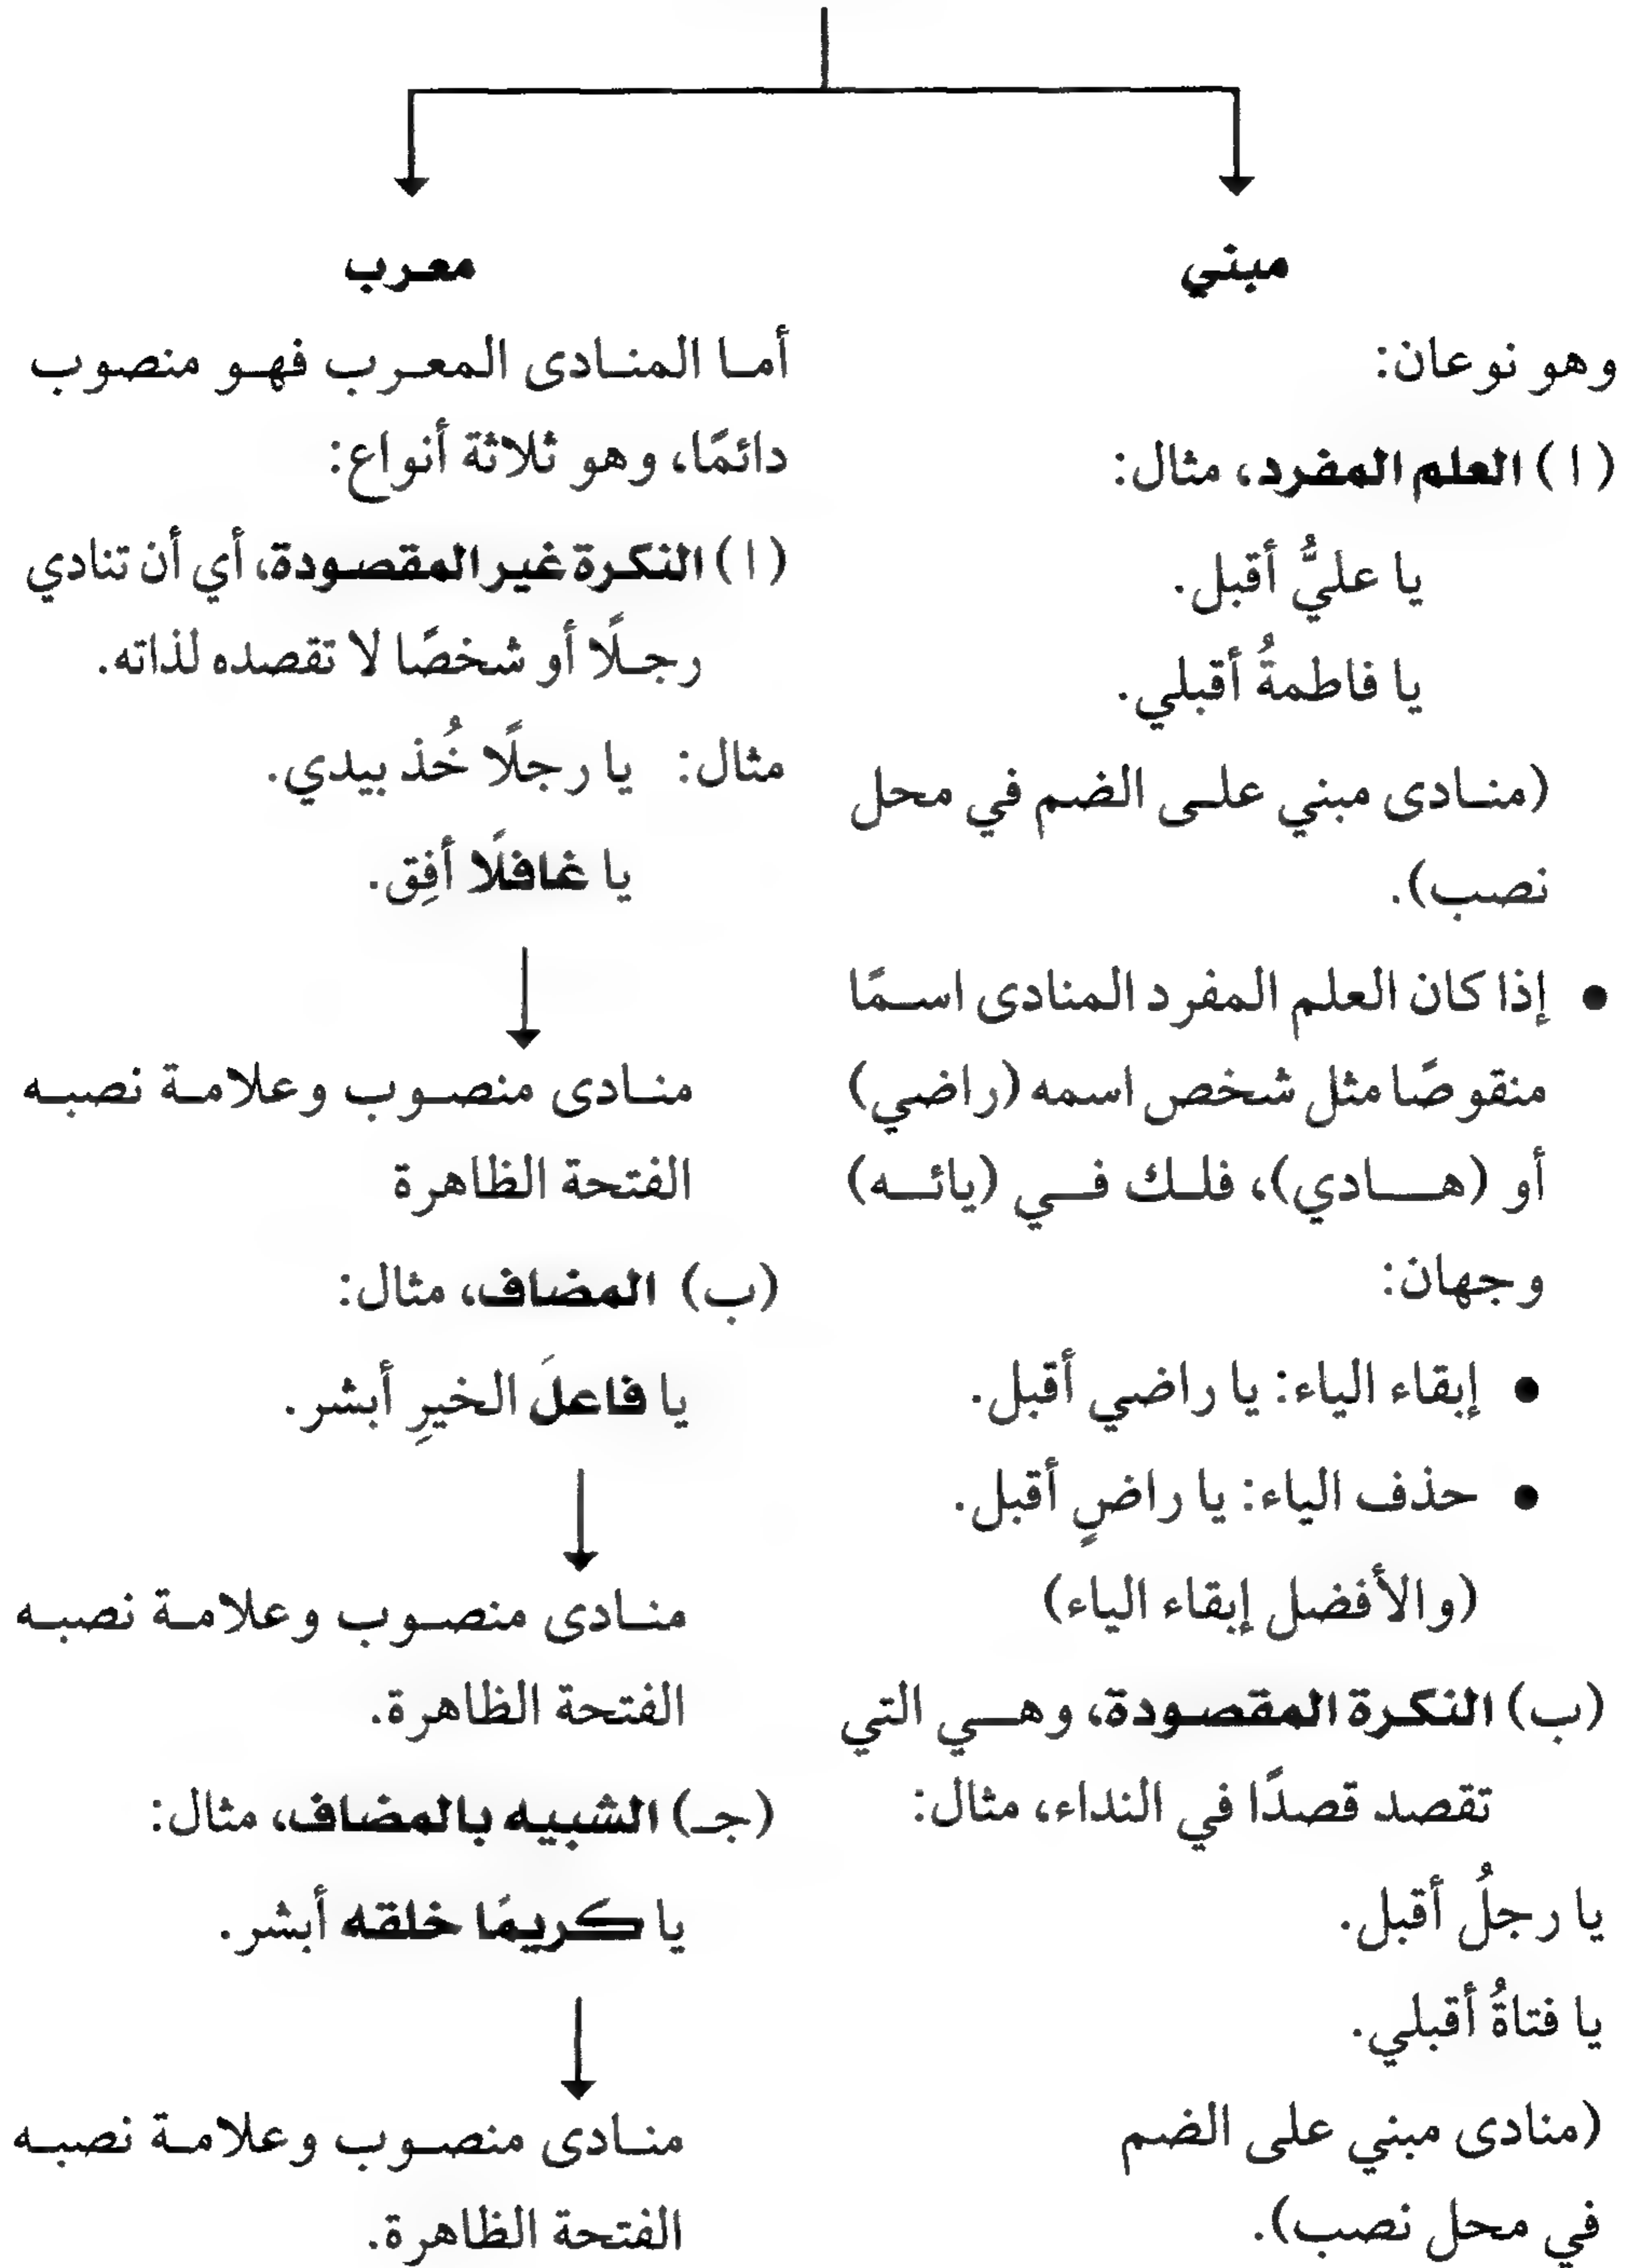 مبني
وهو نوعان:
(ا) العلم المفرد، مثال:
يا عليُّ أقبل.
يا فاطمةُ أقبلي.
(منادى مبني على الضم في محل
نصب).
● إذا كان العلم المفرد المنادى اسمًا
منقوصًا مثل شخص اسمه (راضي)
أو (هادي)، فلك في (يائه)
وجهان:
● إبقاء الياء: يا راضي أقبل.
● حذف الياء: يا راضٍ أقبل.
(والأفضل إبقاء الياء)
(ب) النكرة المقصودة، وهي التي
تقصد قصدًا في النداء، مثال:
يا رجلُ أقبل.
يا فتاةُ أقبلي.
(منادى مبني على الضم
في محل نصب).
معرب
أما المنادى المعرب فهو منصوب
دائمًا، وهو ثلاثة أنواع:
(ا) النكرة غير المقصودة، أي أن تنادي
رجلًا أو شخصًا لا تقصده لذاته.
مثال: يا رجلًا خُذ بيدي.
يا غافلًا أفِق.
منادى منصوب وعلامة نصبه
الفتحة الظاهرة
(ب) المضاف، مثال:
يا فاعلَ الخيرِ أبشر.
منادى منصوب وعلامة نصبه
الفتحة الظاهرة.
(جـ) الشبيه بالمضاف، مثال:
يا كريمًا خلقه أبشر.
منادى منصوب وعلامة نصبه
الفتحة الظاهرة.